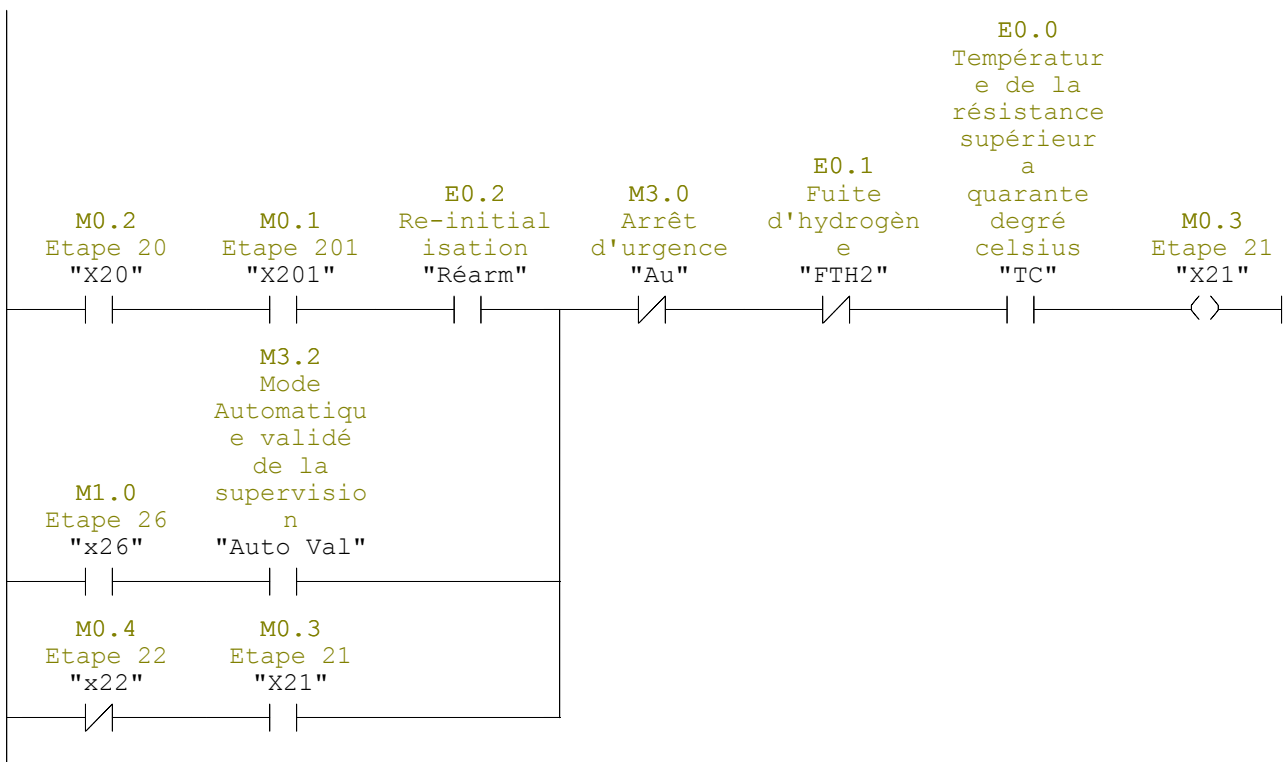 M0.2
Etape 20
"X20"
M0.1
Etape 201
"X201"
E0.2
Re-initial
isation
"Réarm"
M3.0
Arrêt
d'urgence
"Au"
E0.1
Fuite
d'hydrogèn
e
"FTH2"
E0.0
Températur
e de la
résistance
supérieur
a
quarante
degré
celsius
"TC"
M0.3
Etape 21
"X21"
M1.0
Etape 26
"x26"
M3.2
Mode
Automatiqu
e validé
de la
supervisio
n
"Auto Val"
M0.4
Etape 22
"x22"
M0.3
Etape 21
"X21"